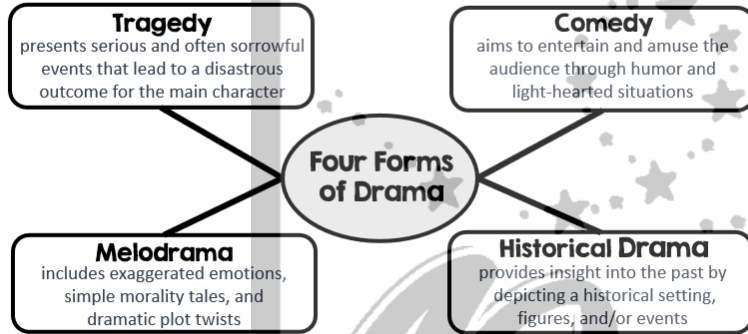 Tragedy
presents serious and often sorrowful
events that lead to a disastrous
outcome for the main character
Comedy
aims to entertain and amuse the
audience through humor and
light-hearted situations
Four Forms
of Drama
Melodrama
includes exaggerated emotions,
simple morality tales, and
dramatic plot twists
Historical Drama
provides insight into the past by
depicting a historical setting,
figures, and/or events